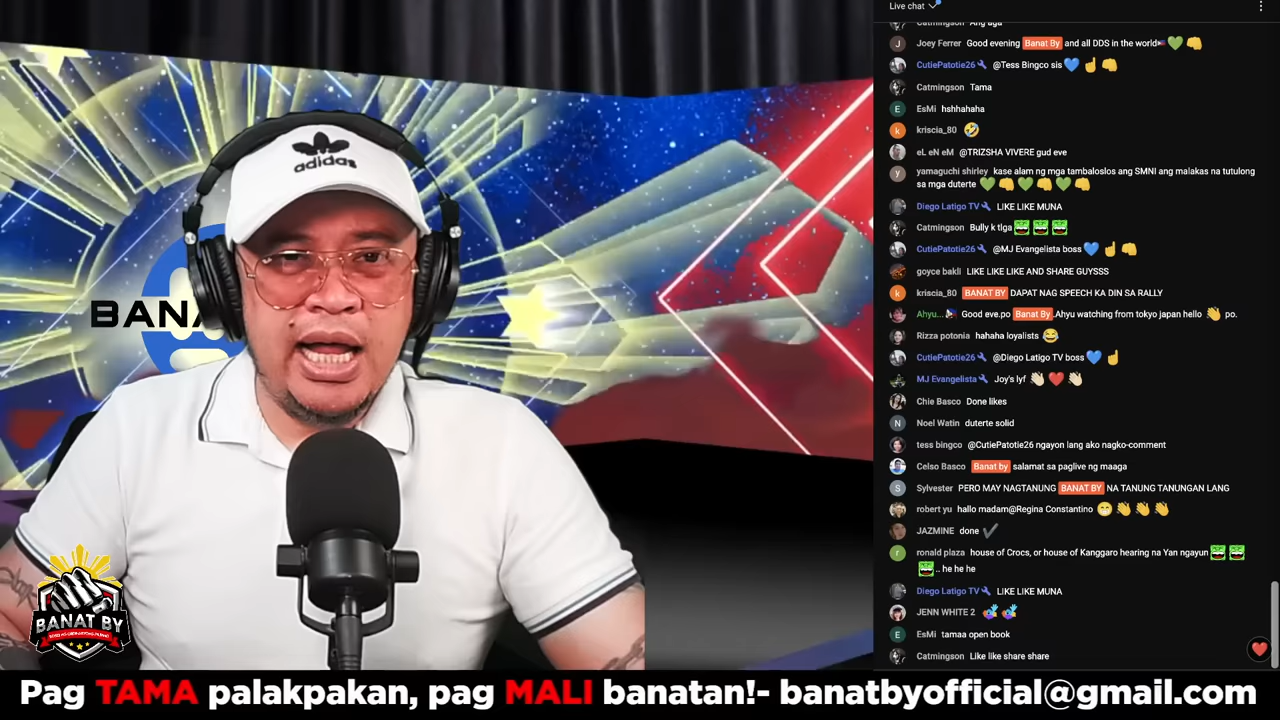 Live chat
Catmingson Ang aga
Joey Ferrer Good evening Banat By and all DDS in the world
CutiePatotie26 @Tess Bingco sis
Catmingson Tama
E EsMi hshhahaha
k kriscia_80
eL eN eM @TRIZSHA VIVERE gud eve
y yamaguchi shirley kase alam ng mga tambaloslos ang SMNI ang malakas na tutulong
sa mga duterte
Diego Latigo TV LIKE LIKE MUNA
Catmingson Bully k tlga
CutiePatotie26 @MJ Evangelista boss
goyce bakli LIKE LIKE LIKE AND SHARE GUYSSS
k kriscia_80 BANAT BY DAPAT NAG SPEECH KA DIN SA RALLY
Ahyu... Good eve.po Banat By .Ahyu watching from tokyo japan hello po.
Rizza potonia hahaha loyalists
CutiePatotie26 @Diego Latigo TV boss
MJ Evangelista Joy's lyf
Chie Basco Done likes
N Noel Watin duterte solid
tess bingco @CutiePatotie26 ngayon lang ako nagko-comment
Celso Basco Banat by salamat sa paglive ng maaga
S Sylvester PERO MAY NAGTANUNG BANAT BY NA TANUNG TANUNGAN LANG
robert yu hallo madam@Regina Constantino
JAZMINE done
r ronald plaza house of Crocs, or house of Kanggaro hearing na Yan ngayun
.. he he he
Diego Latigo TV LIKE LIKE MUNA
JENN WHITE 2
E EsMi tamaa open book
Catmingson Like like share share
adidas
BANA
BANAT BY
Pag TAMA palakpakan, pag MALI banatan!- banatbyofficial@gmail.com